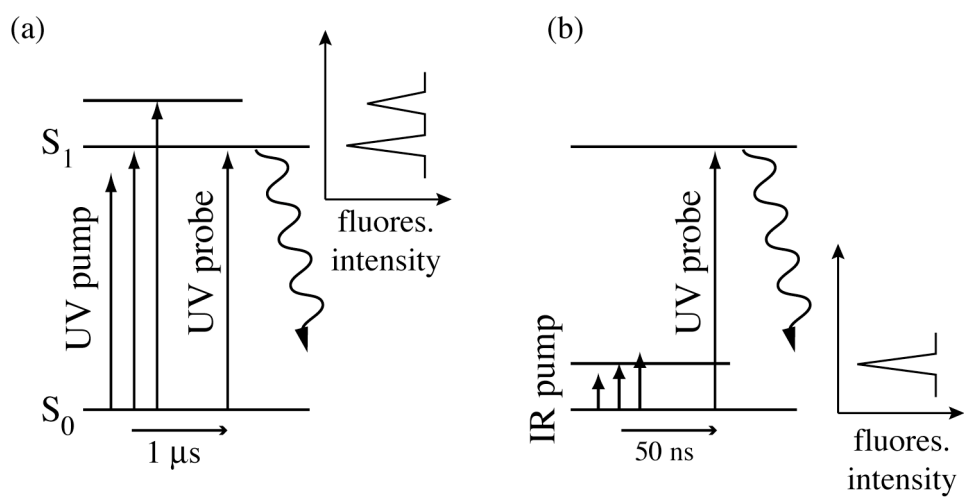 (a)
S1
UV pump
UV probe
S0
1 μs
fluores.
intensity
(b)
IR pump
UV probe
50 ns
fluores.
intensity